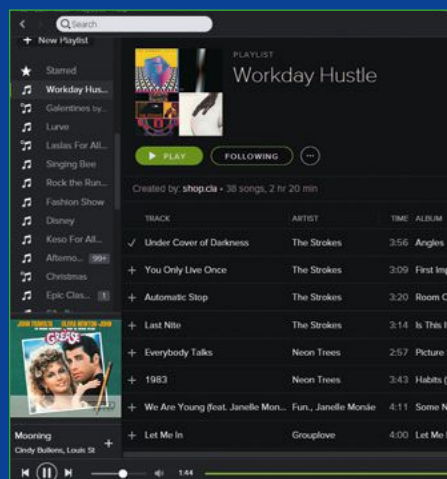 Search
+ New Playlist
Starred
Workday Hus...
Galentines by...
Lurve
Laslas For All...
Singing Bee
Rock the Run...
Fashion Show
Disney
Keso For All...
Afterno... 99+
Christmas
Epic Clas... 1
JOHN TRAVOLTA OLIVIA NEWTON-JOHN
GREASE
Mooning
Cindy Bullens, Louis St
PLAYLIST
Workday Hustle
PLAY
FOLLOWING
Created by: shop.cla • 38 songs, 2 hr 20 min
TRACK ARTIST TIME ALBUM
Under Cover of Darkness The Strokes 3:56 Angles
You Only Live Once The Strokes 3:09 First Imp
Automatic Stop The Strokes 3:20 Room O
Last Nite The Strokes 3:14 Is This I
Everybody Talks Neon Trees 2:57 Picture
1983 Neon Trees 3:43 Habits (
We Are Young (feat. Janelle Mon... Fun., Janelle Monáe 4:11 Some N
Let Me In Grouplove 4:00 Let Me I
1:44